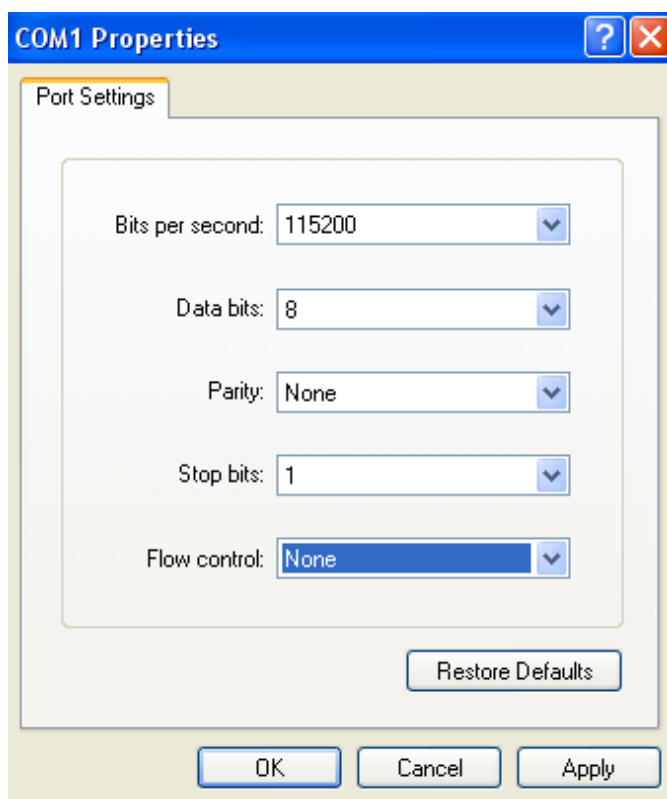 COM1 Properties
Port Settings
Bits per second: 115200
Data bits: 8
Parity: None
Stop bits: 1
Flow control: None
Restore Defaults
OK Cancel Apply